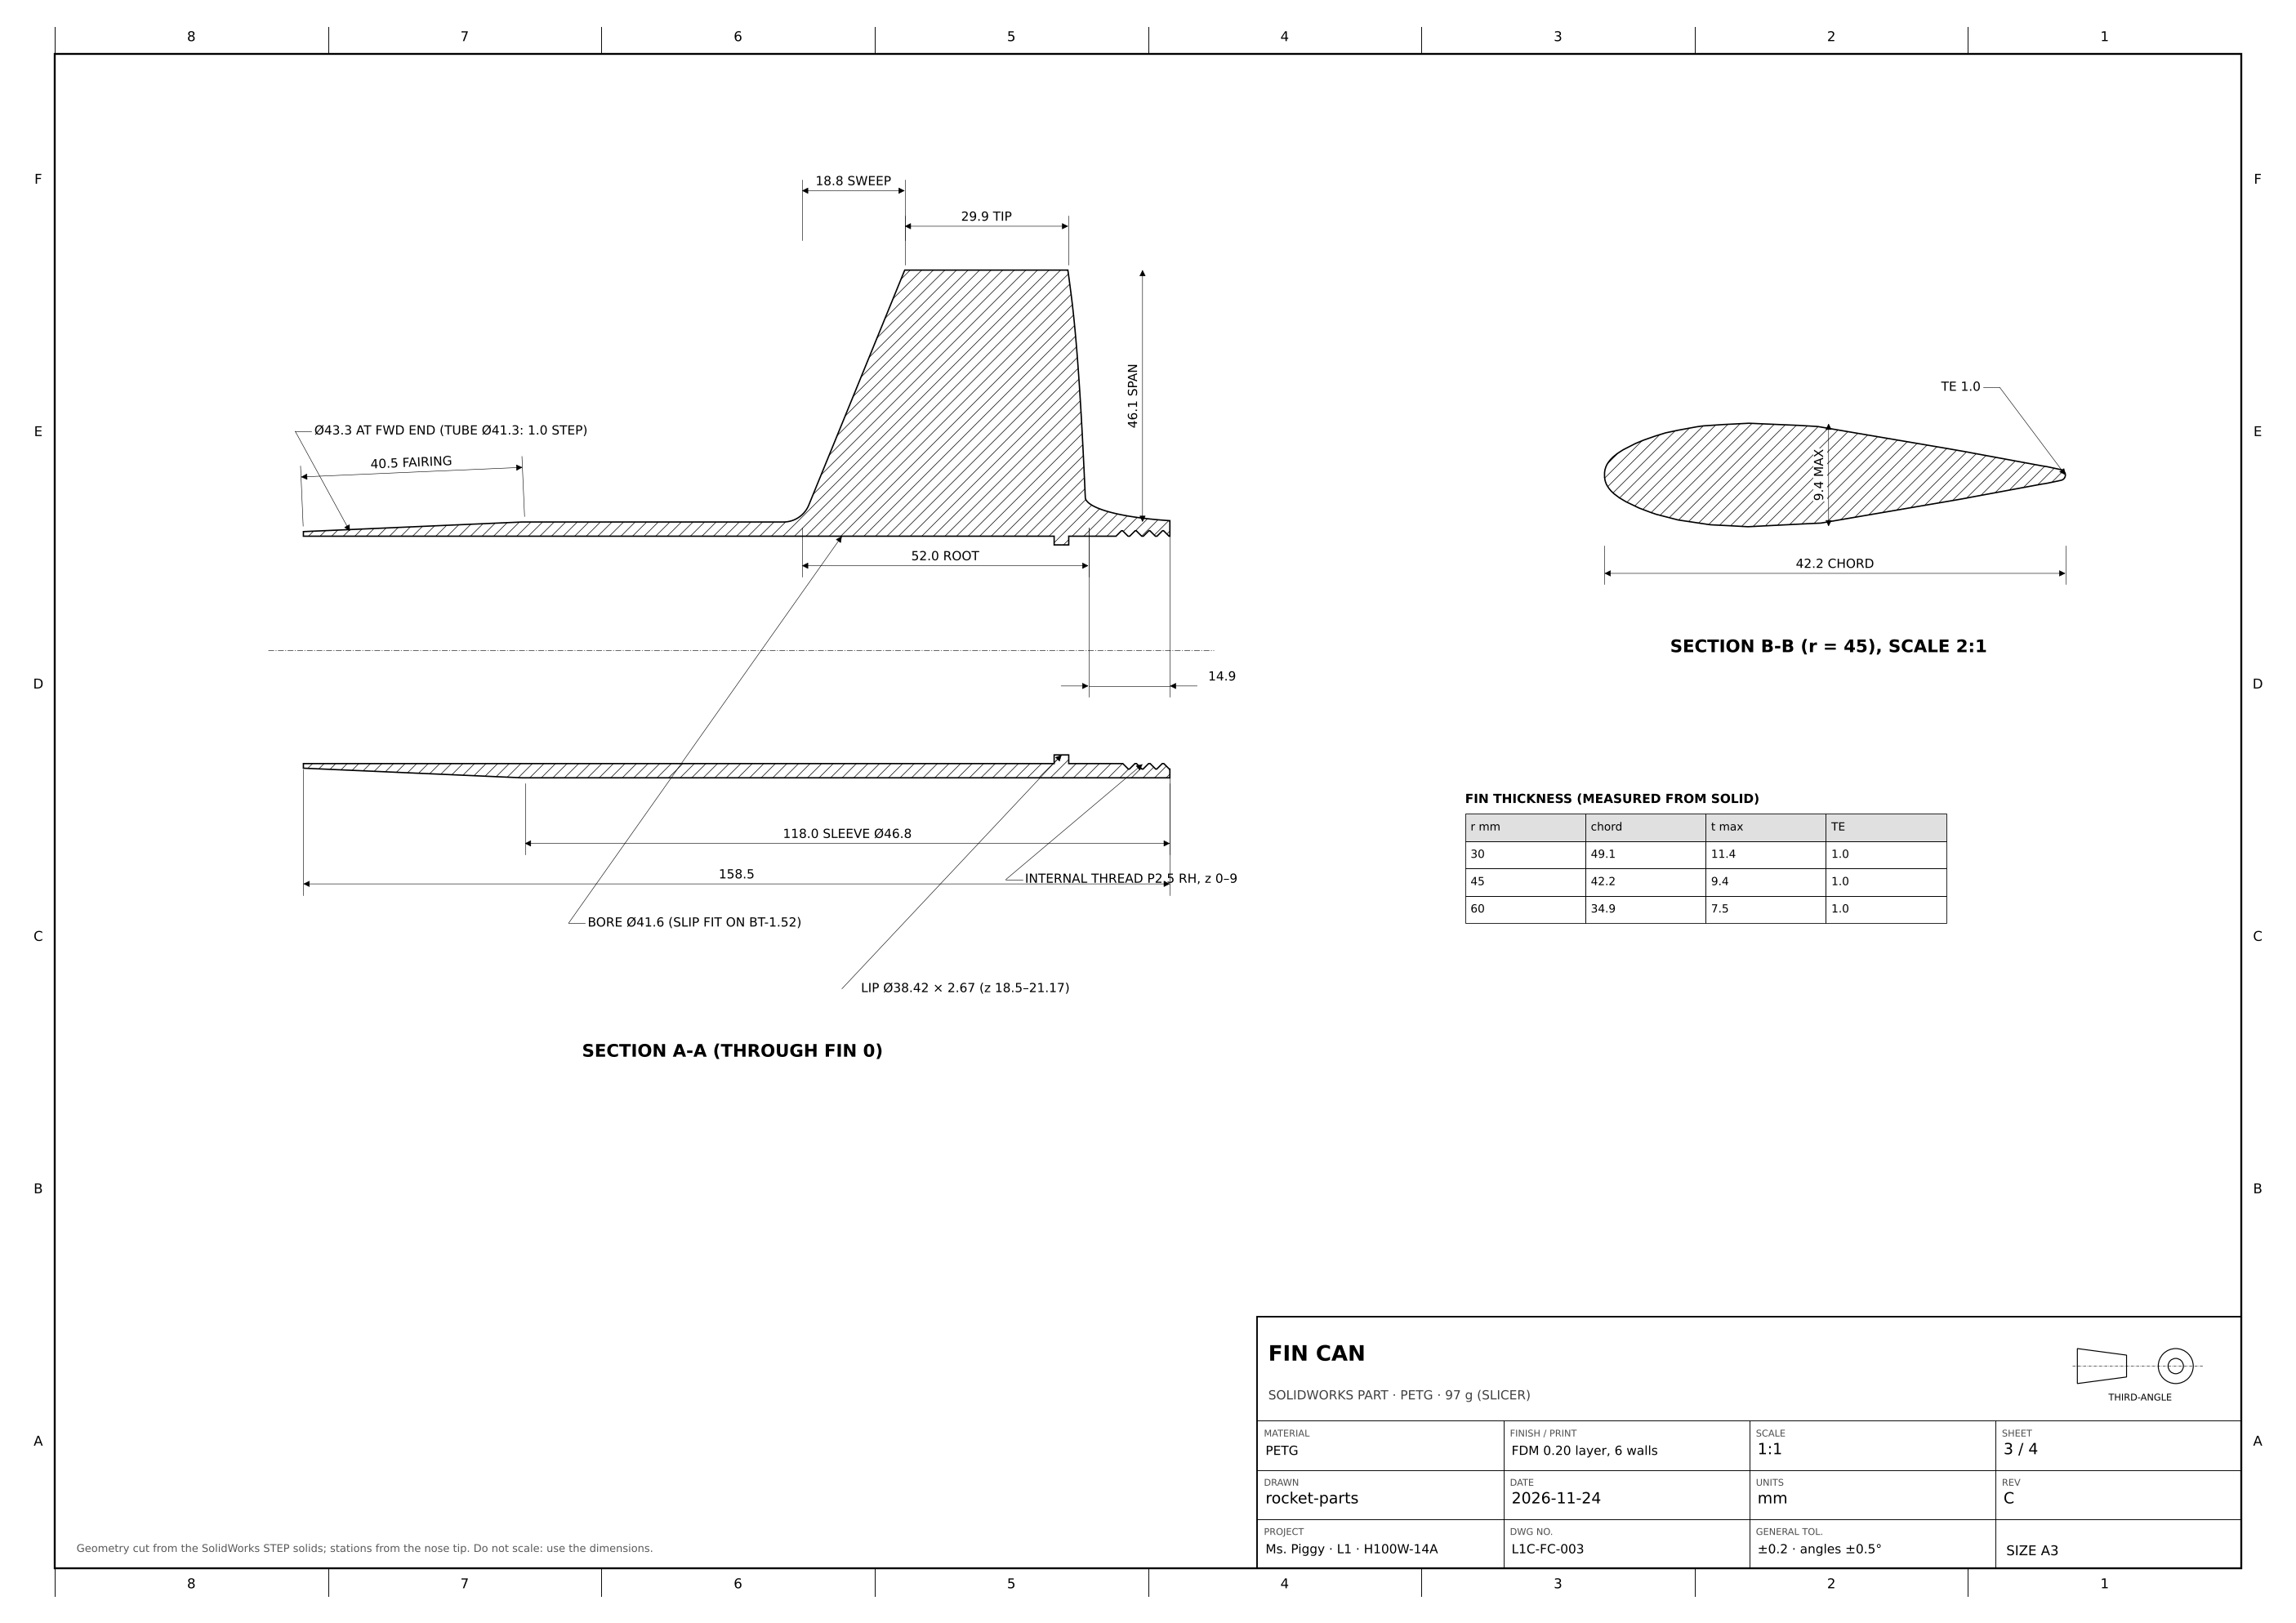 8 7 6 5 4 3 2 1
F F
18.8 SWEEP
29.9 TIP
46.1 SPAN
TE 1.0
E E
Ø43.3 AT FWD END (TUBE Ø41.3: 1.0 STEP)
40.5 FAIRING
9.4 MAX
52.0 ROOT
42.2 CHORD
SECTION B-B (r = 45), SCALE 2:1
D D
14.9
FIN THICKNESS (MEASURED FROM SOLID)
r mm chord t max TE
30 49.1 11.4 1.0
45 42.2 9.4 1.0
60 34.9 7.5 1.0
118.0 SLEEVE Ø46.8
158.5
INTERNAL THREAD P2.5 RH, z 0–9
BORE Ø41.6 (SLIP FIT ON BT-1.52)
C C
LIP Ø38.42 × 2.67 (z 18.5–21.17)
SECTION A-A (THROUGH FIN 0)
B B
FIN CAN
SOLIDWORKS PART · PETG · 97 g (SLICER)
THIRD-ANGLE
A A
MATERIAL FINISH / PRINT SCALE SHEET
PETG FDM 0.20 layer, 6 walls 1:1 3 / 4
DRAWN DATE UNITS REV
rocket-parts 2026-11-24 mm C
PROJECT DWG NO. GENERAL TOL.
Ms. Piggy · L1 · H100W-14A L1C-FC-003 ±0.2 · angles ±0.5° SIZE A3
Geometry cut from the SolidWorks STEP solids; stations from the nose tip. Do not scale: use the dimensions.
8 7 6 5 4 3 2 1